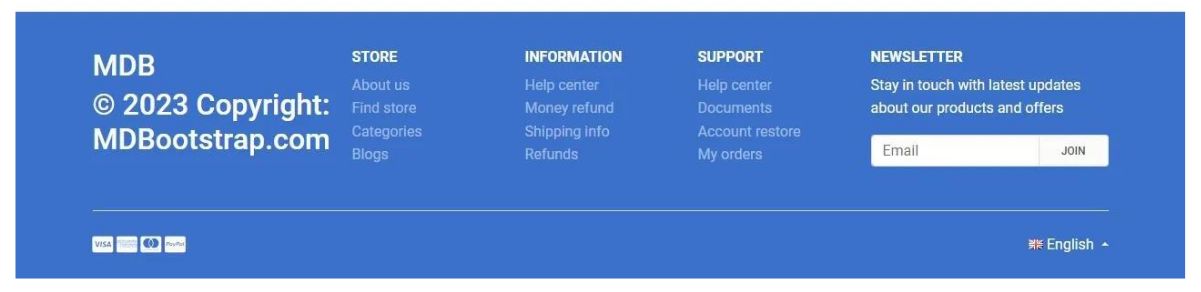 MDB
© 2023 Copyright:
MDBootstrap.com
STORE
About us
Find store
Categories
Blogs
INFORMATION
Help center
Money refund
Shipping info
Refunds
SUPPORT
Help center
Documents
Account restore
My orders
NEWSLETTER
Stay in touch with latest updates
about our products and offers
Email JOIN
VISA PayPal
English